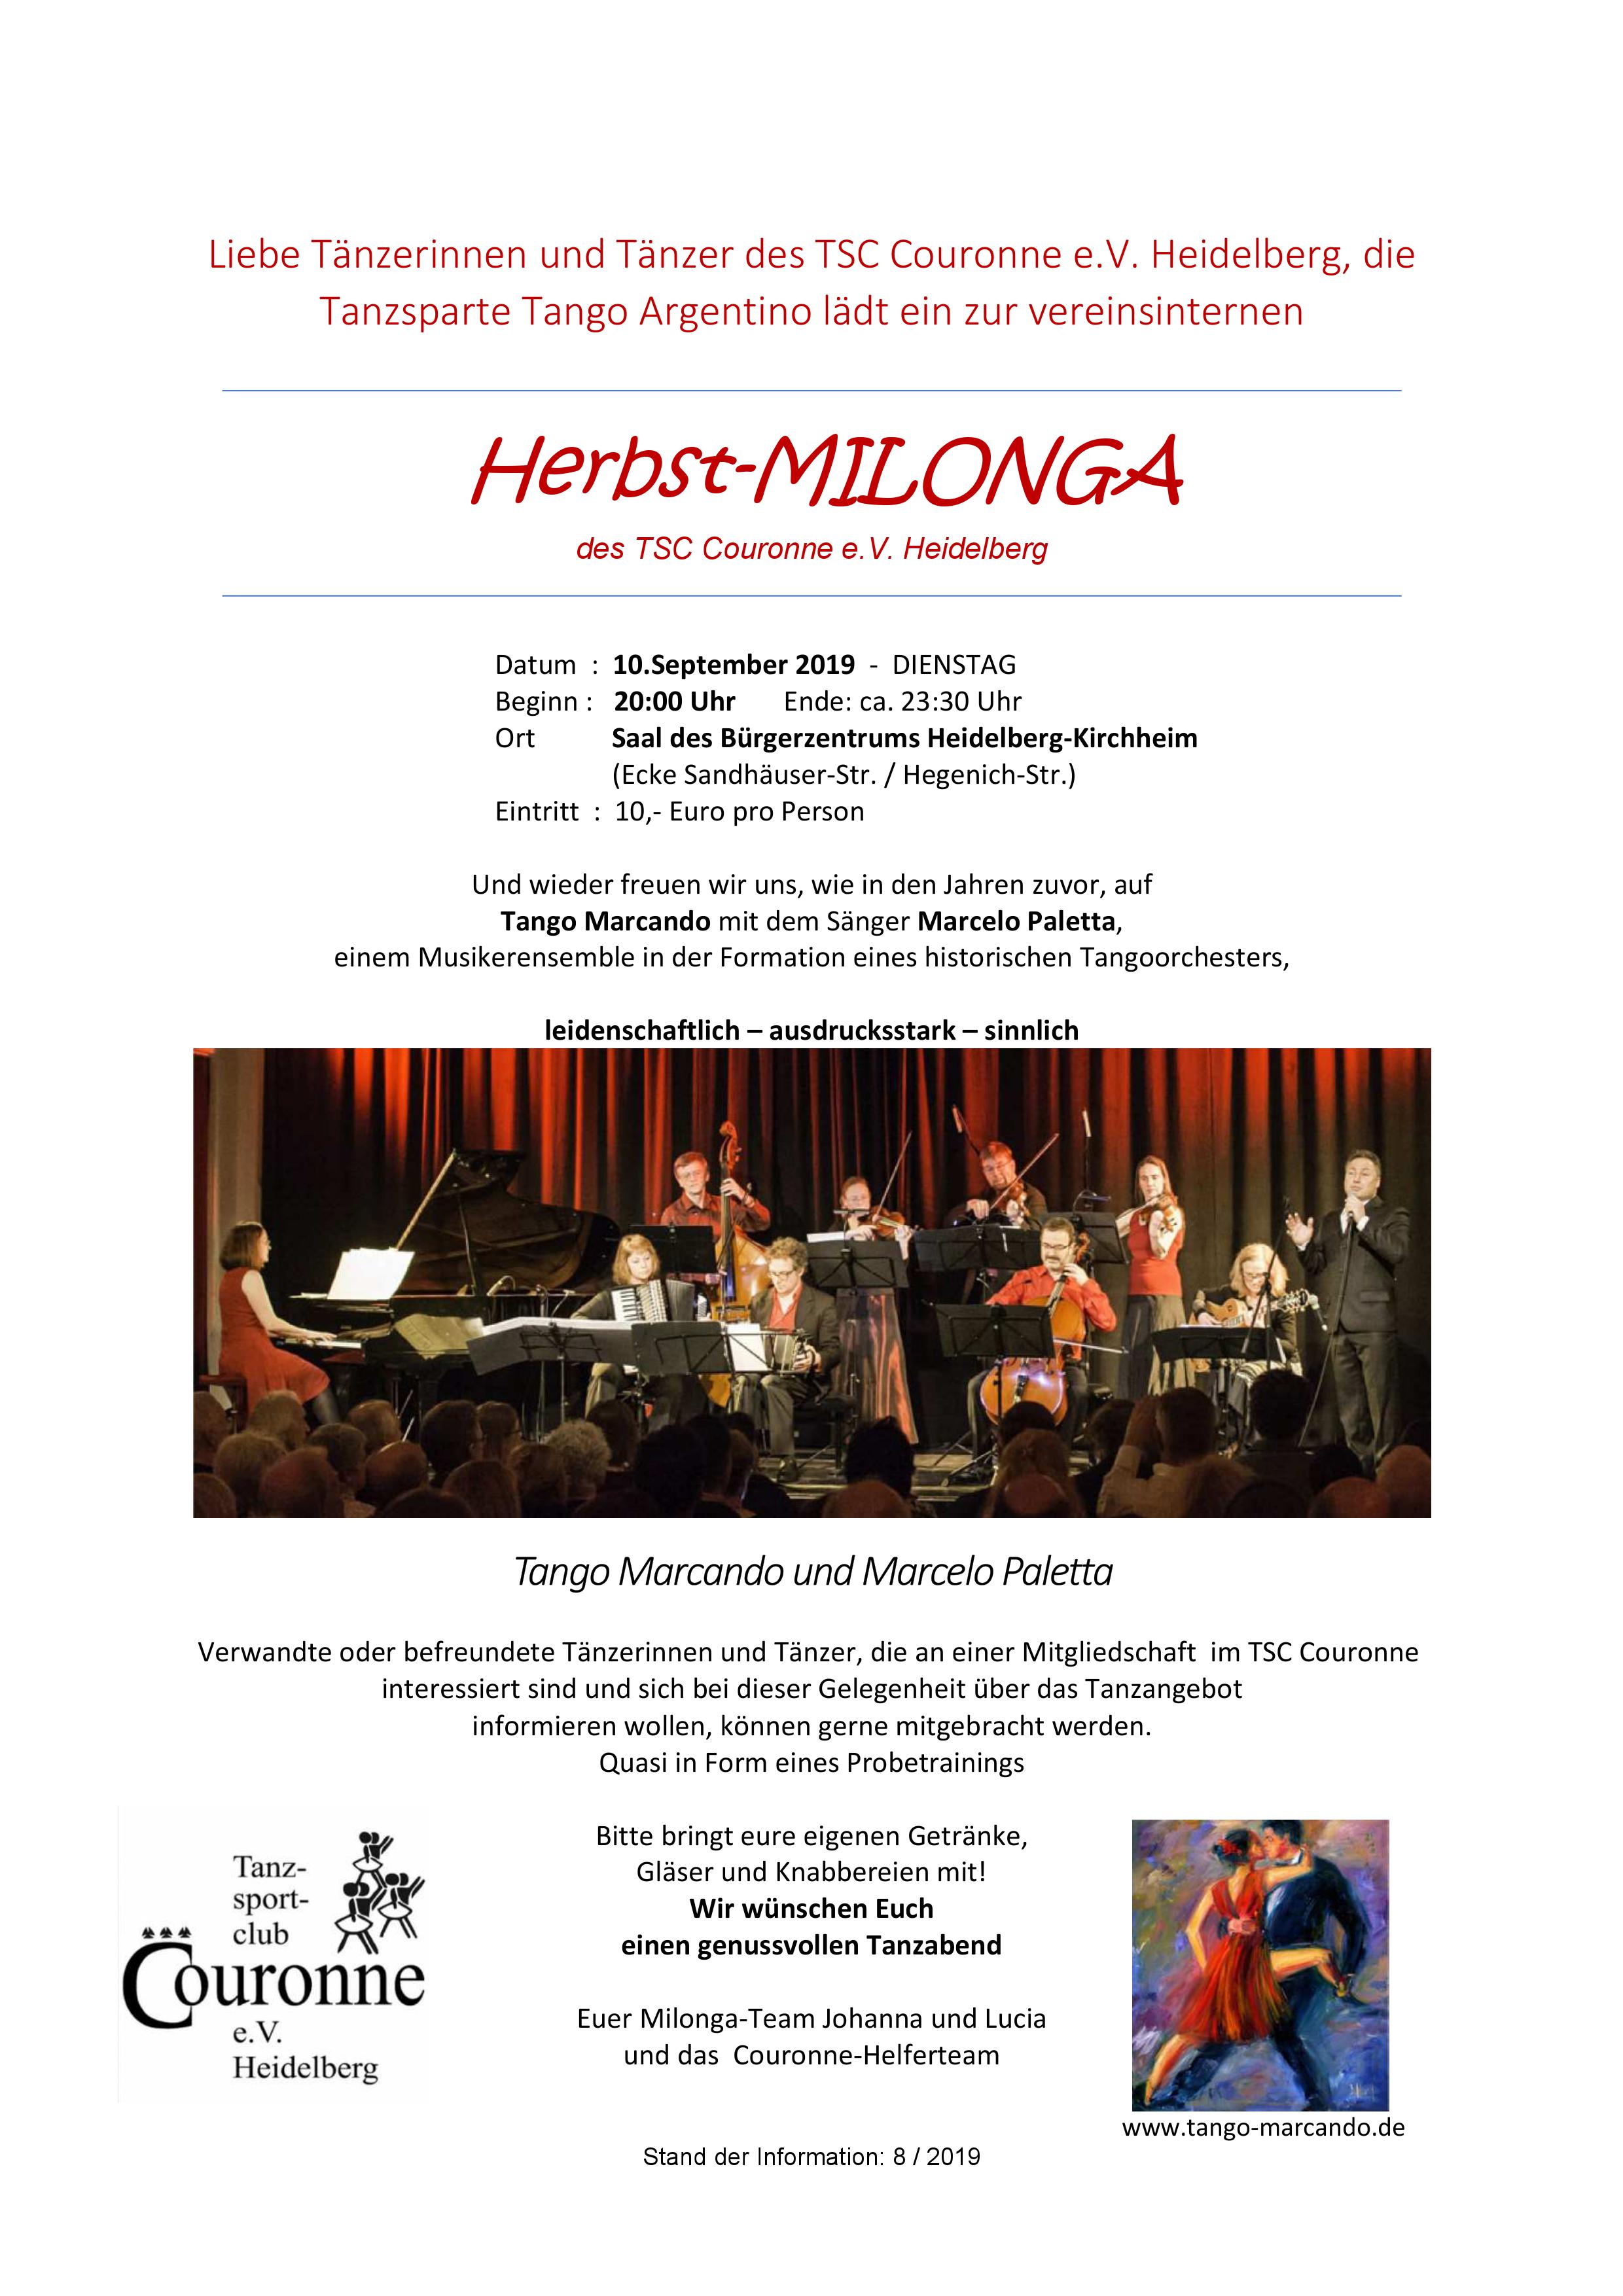 Liebe Tänzerinnen und Tänzer des TSC Couronne e.V. Heidelberg, die
Tanzsparte Tango Argentino lädt ein zur vereinsinternen
Herbst-MILONGA
des TSC Couronne e.V. Heidelberg
Datum : 10.September 2019 - DIENSTAG
Beginn : 20:00 Uhr Ende: ca. 23:30 Uhr
Ort Saal des Bürgerzentrums Heidelberg-Kirchheim
(Ecke Sandhäuser-Str. / Hegenich-Str.)
Eintritt : 10,- Euro pro Person
Und wieder freuen wir uns, wie in den Jahren zuvor, auf
Tango Marcando mit dem Sänger Marcelo Paletta,
einem Musikerensemble in der Formation eines historischen Tangoorchesters,
leidenschaftlich – ausdrucksstark – sinnlich
Tango Marcando und Marcelo Paletta
Verwandte oder befreundete Tänzerinnen und Tänzer, die an einer Mitgliedschaft im TSC Couronne
interessiert sind und sich bei dieser Gelegenheit über das Tanzangebot
informieren wollen, können gerne mitgebracht werden.
Quasi in Form eines Probetrainings
Tanz-
sport-
club
Couronne
e.V.
Heidelberg
Bitte bringt eure eigenen Getränke,
Gläser und Knabbereien mit!
Wir wünschen Euch
einen genussvollen Tanzabend
Euer Milonga-Team Johanna und Lucia
und das Couronne-Helferteam
www.tango-marcando.de
Stand der Information: 8 / 2019